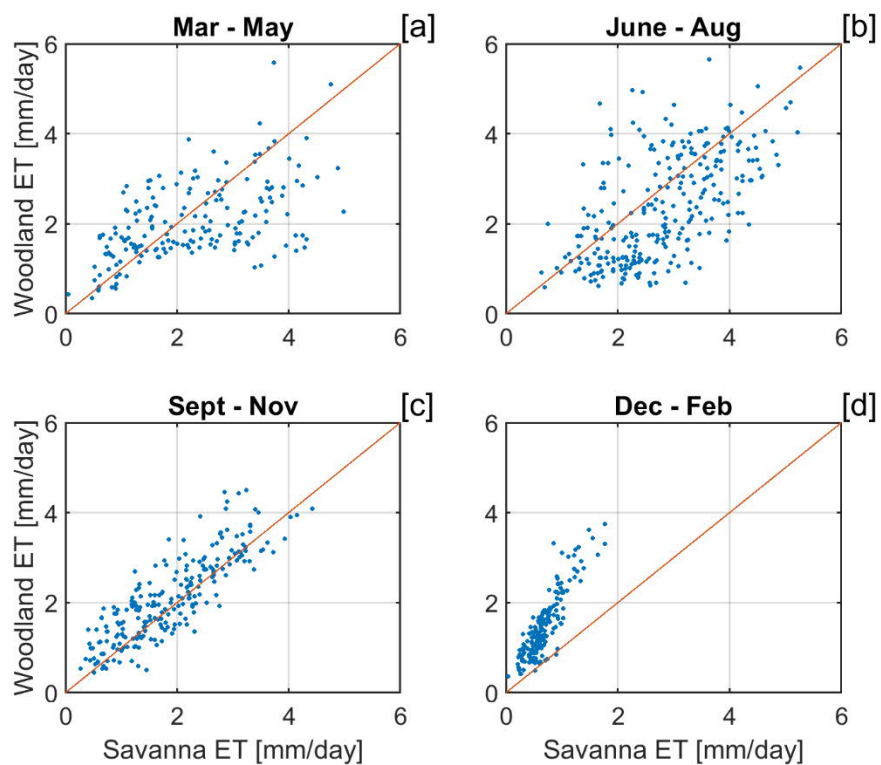 Mar - May [a]
6
4
2
0
0 2 4 6
Woodland ET [mm/day]
June - Aug [b]
6
4
2
0
0 2 4 6
Sept - Nov [c]
6
4
2
0
0 2 4 6
Woodland ET [mm/day]
Savanna ET [mm/day]
Dec - Feb [d]
6
4
2
0
0 2 4 6
Savanna ET [mm/day]